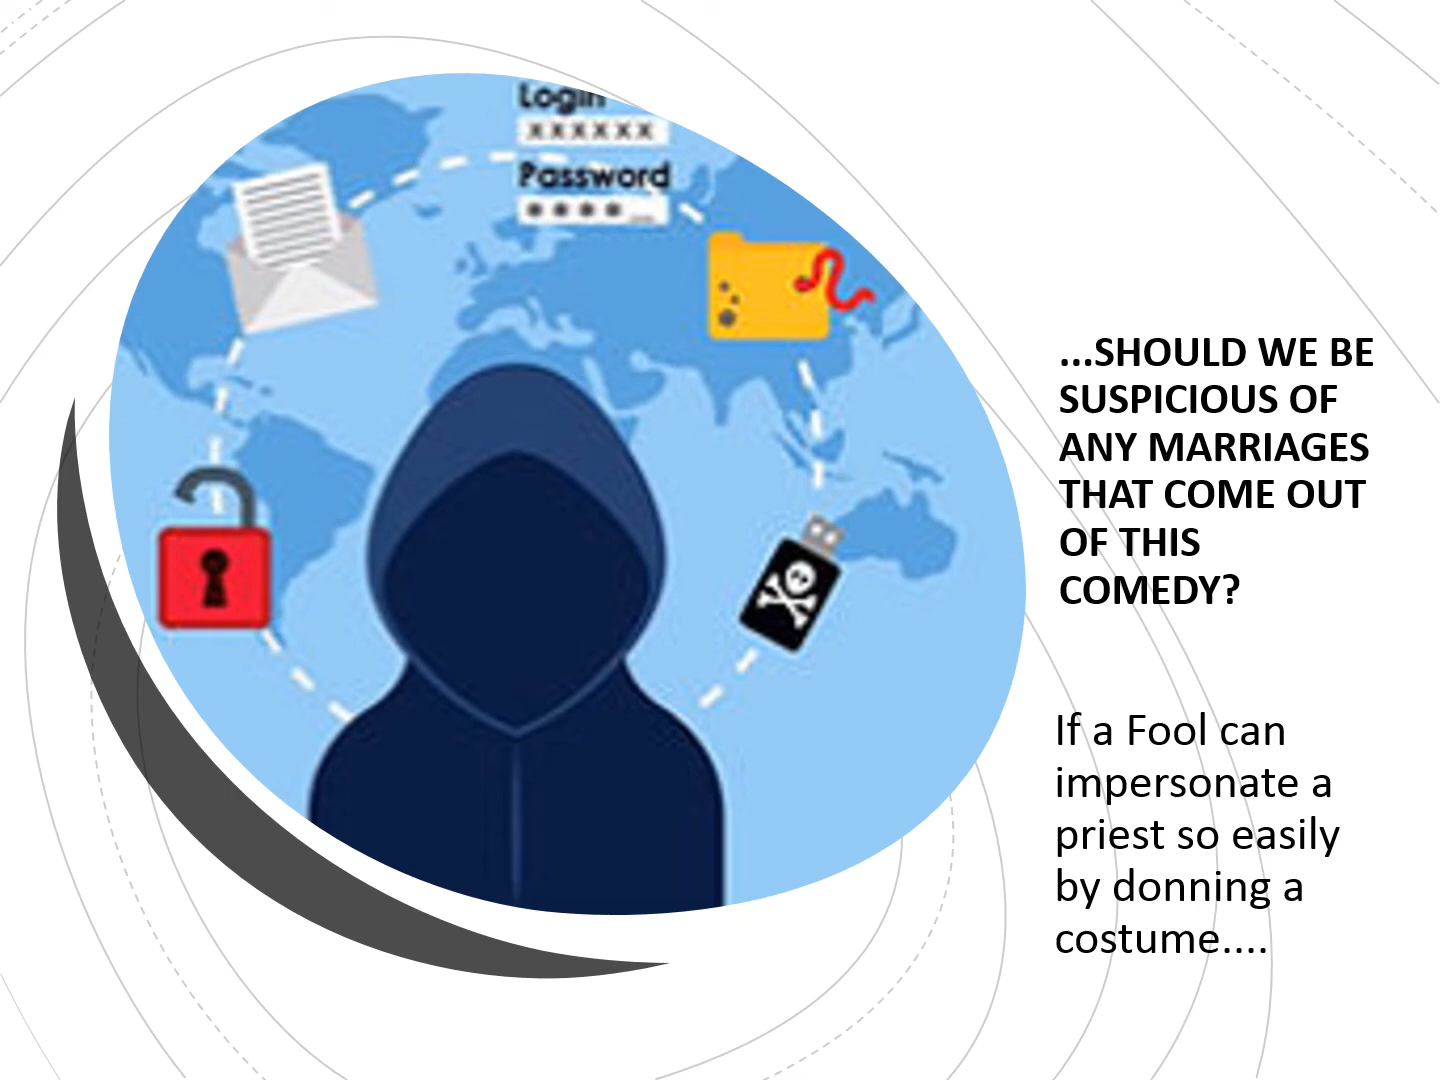 Login
xxxxxx
Password
...SHOULD WE BE
SUSPICIOUS OF
ANY MARRIAGES
THAT COME OUT
OF THIS
COMEDY?
If a Fool can
impersonate a
priest so easily
by donning a
costume....